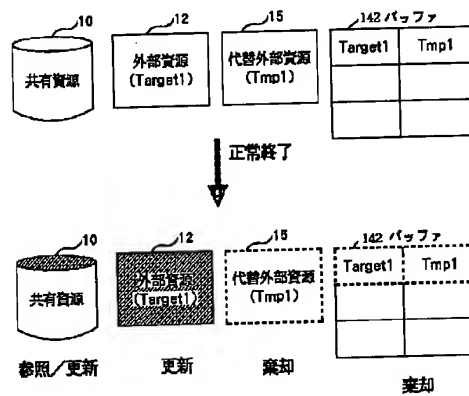 10
12
15
142 バッファ
共有資源
外部資源
(Target1)
代替外部資源
(Tmp1)
Target1
Tmp1
正常終了
10
12
15
142 バッファ
共有資源
外部資源
(Target1)
代替外部資源
(Tmp1)
Target1
Tmp1
参照/更新
更新
棄却
棄却